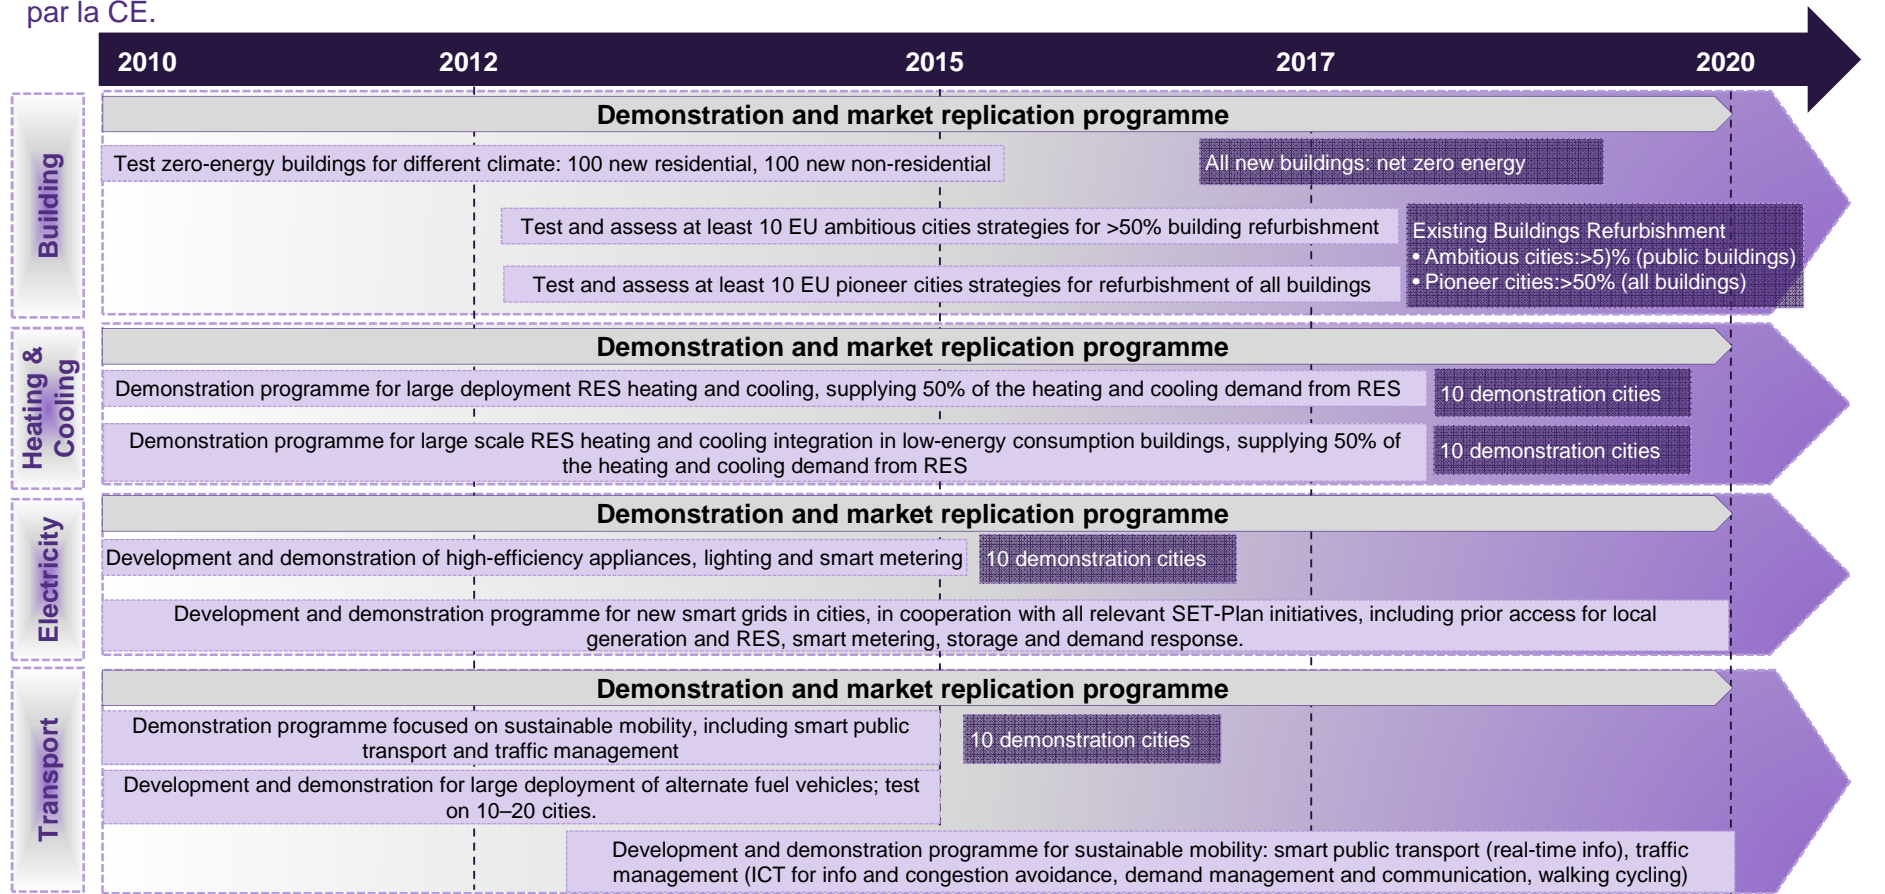 par la CE.
2010 2012 2015 2017 2020
Building
Demonstration and market replication programme
Test zero-energy buildings for different climate: 100 new residential, 100 new non-residential
All new buildings: net zero energy
Test and assess at least 10 EU ambitious cities strategies for >50% building refurbishment
Test and assess at least 10 EU pioneer cities strategies for refurbishment of all buildings
Existing Buildings Refurbishment
• Ambitious cities:>5)% (public buildings)
• Pioneer cities:>50% (all buildings)
Heating &
Cooling
Demonstration and market replication programme
Demonstration programme for large deployment RES heating and cooling, supplying 50% of the heating and cooling demand from RES
10 demonstration cities
Demonstration programme for large scale RES heating and cooling integration in low-energy consumption buildings, supplying 50% of
the heating and cooling demand from RES
10 demonstration cities
Electricity
Demonstration and market replication programme
Development and demonstration of high-efficiency appliances, lighting and smart metering
10 demonstration cities
Development and demonstration programme for new smart grids in cities, in cooperation with all relevant SET-Plan initiatives, including prior access for local
generation and RES, smart metering, storage and demand response.
Transport
Demonstration and market replication programme
Demonstration programme focused on sustainable mobility, including smart public
transport and traffic management
10 demonstration cities
Development and demonstration for large deployment of alternate fuel vehicles; test
on 10–20 cities.
Development and demonstration programme for sustainable mobility: smart public transport (real-time info), traffic
management (ICT for info and congestion avoidance, demand management and communication, walking cycling)